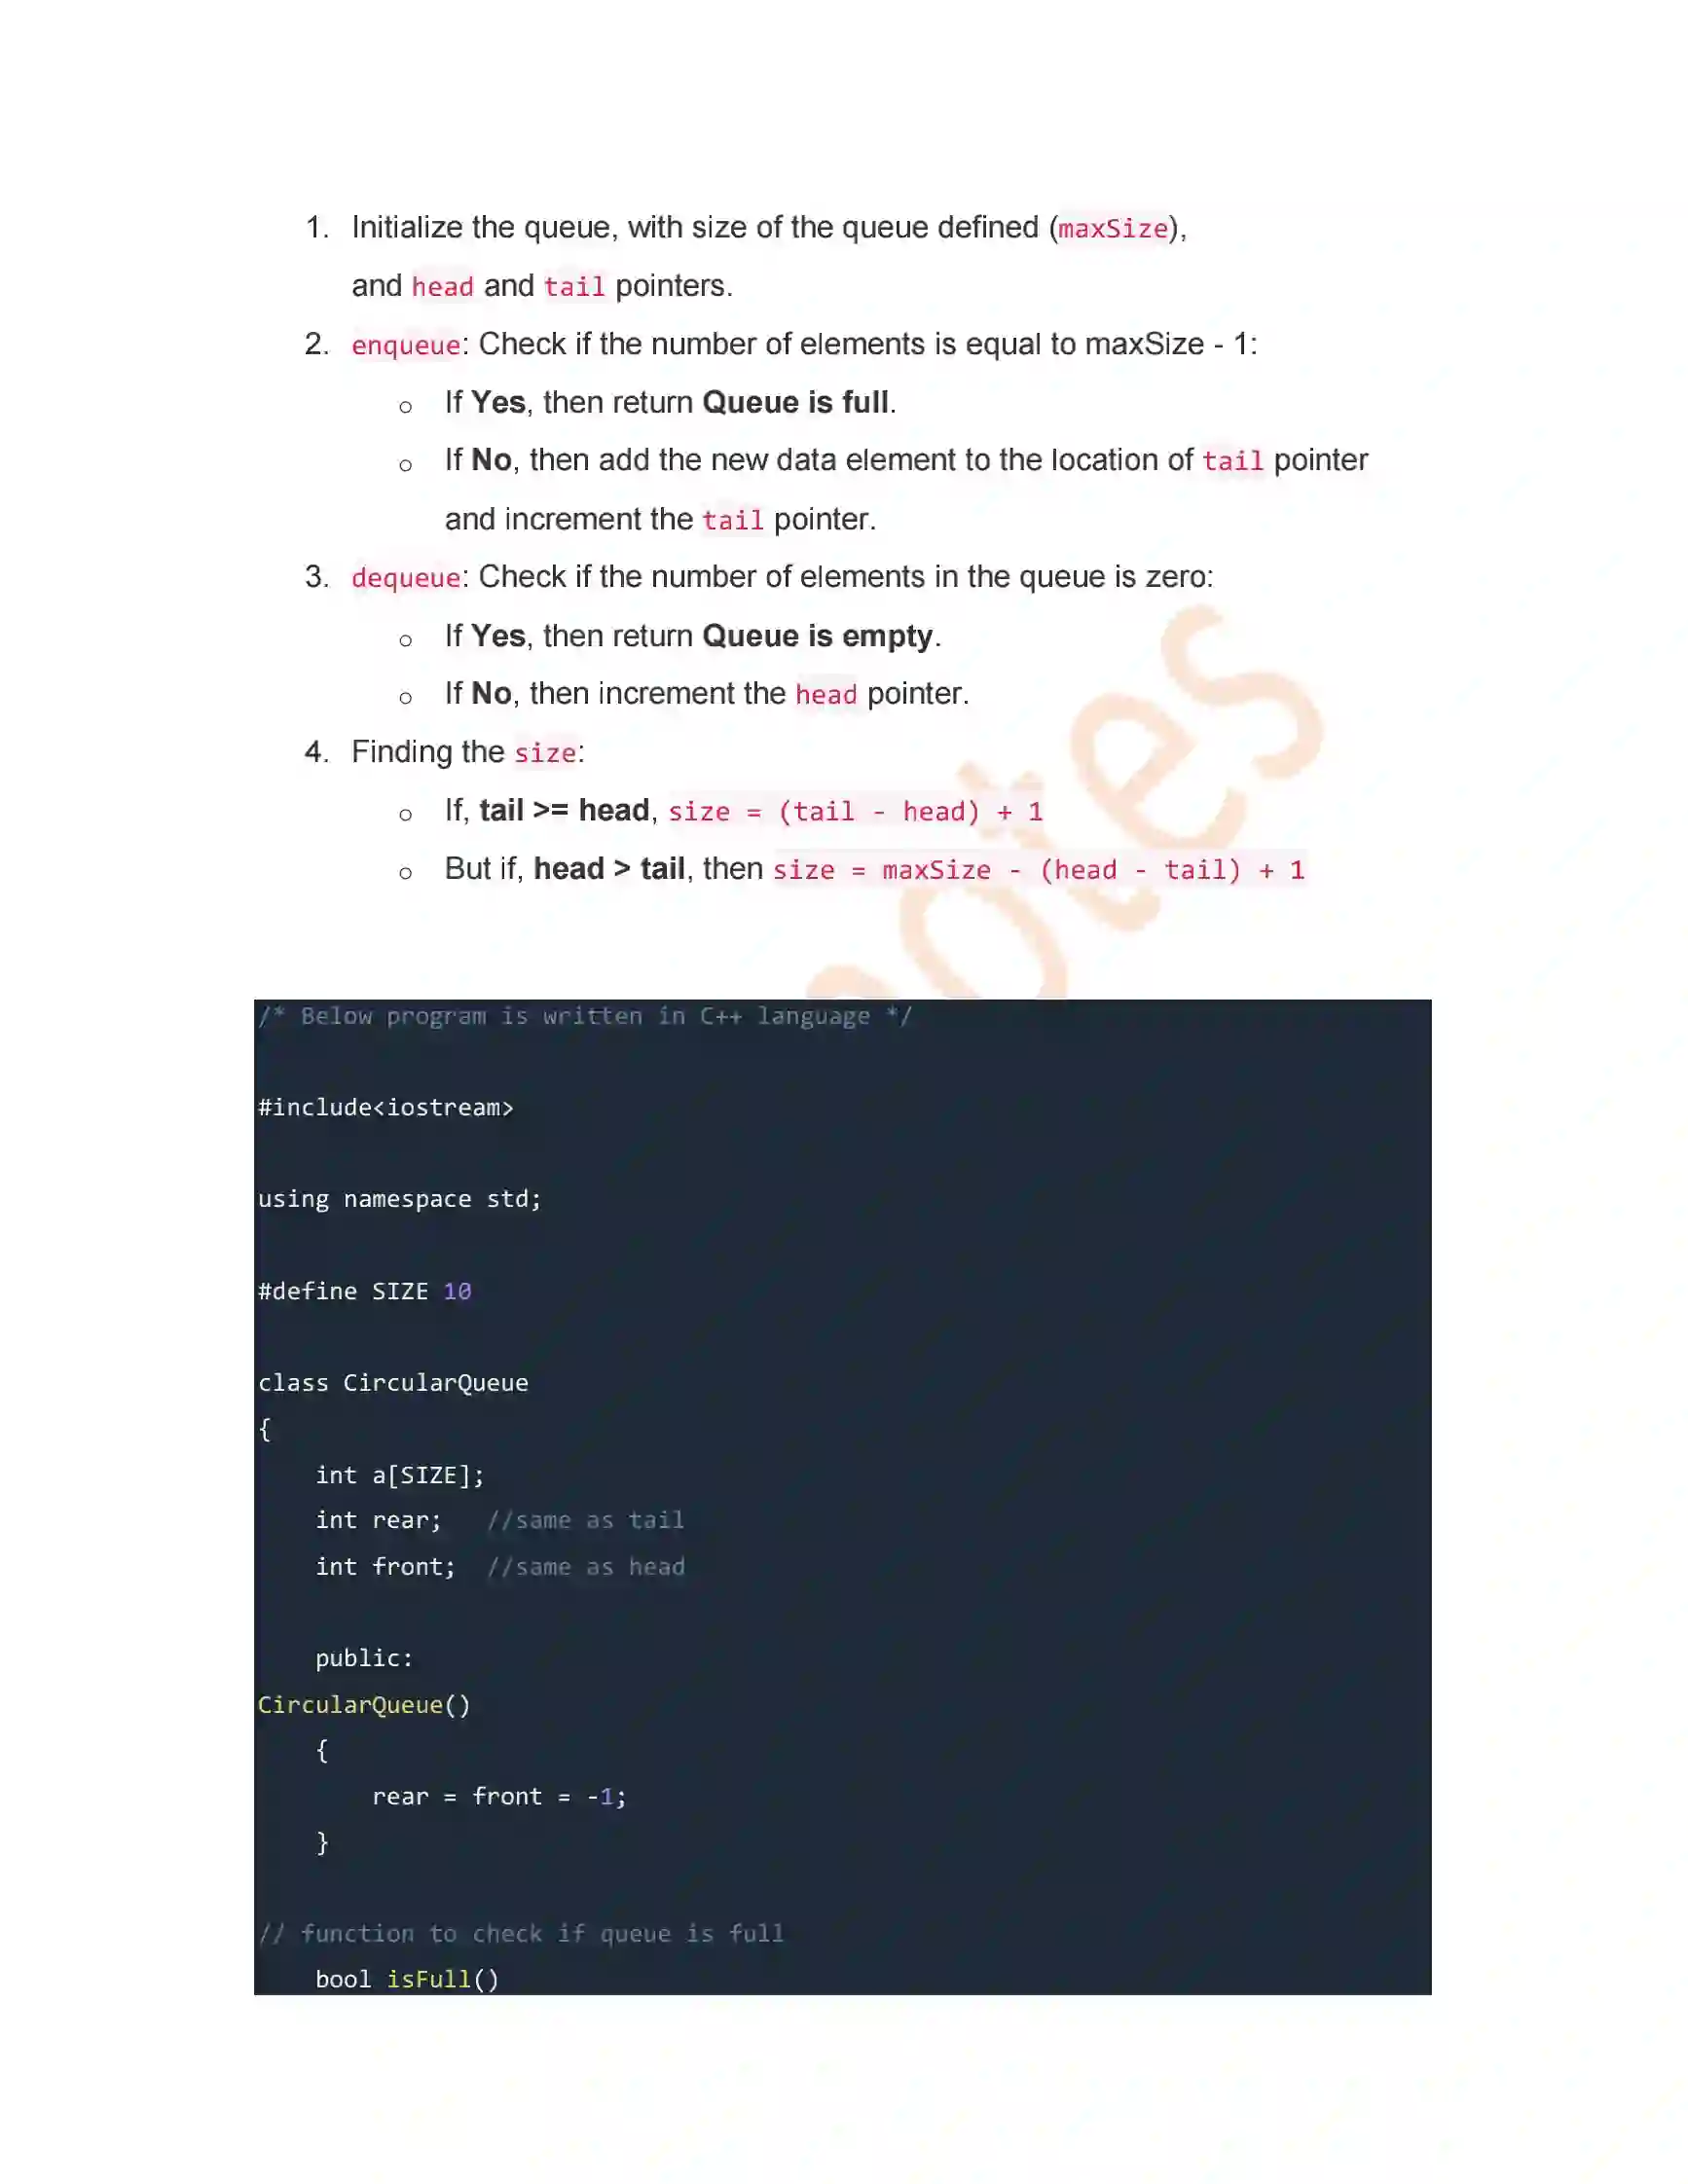 1. Initialize the queue, with size of the queue defined (maxSize),
and head and tail pointers.
2. enqueue: Check if the number of elements is equal to maxSize - 1:
o If Yes, then return Queue is full.
o If No, then add the new data element to the location of tail pointer
and increment the tail pointer.
3. dequeue: Check if the number of elements in the queue is zero:
o If Yes, then return Queue is empty.
o If No, then increment the head pointer.
4. Finding the size:
o If, tail >= head, size = (tail - head) + 1
o But if, head > tail, then size = maxSize - (head - tail) + 1
/* Below program is written in C++ language */
#include<iostream>
using namespace std;
#define SIZE 10
class CircularQueue
{
    int a[SIZE];
    int rear;   //same as tail
    int front;  //same as head
    public:
CircularQueue()
    {
        rear = front = -1;
    }
// function to check if queue is full
    bool isFull()